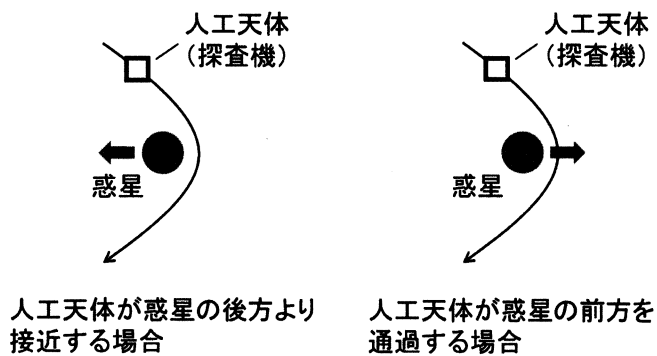 人工天体
（探査機）
惑星
人工天体が惑星の後方より
接近する場合
人工天体
（探査機）
惑星
人工天体が惑星の前方を
通過する場合